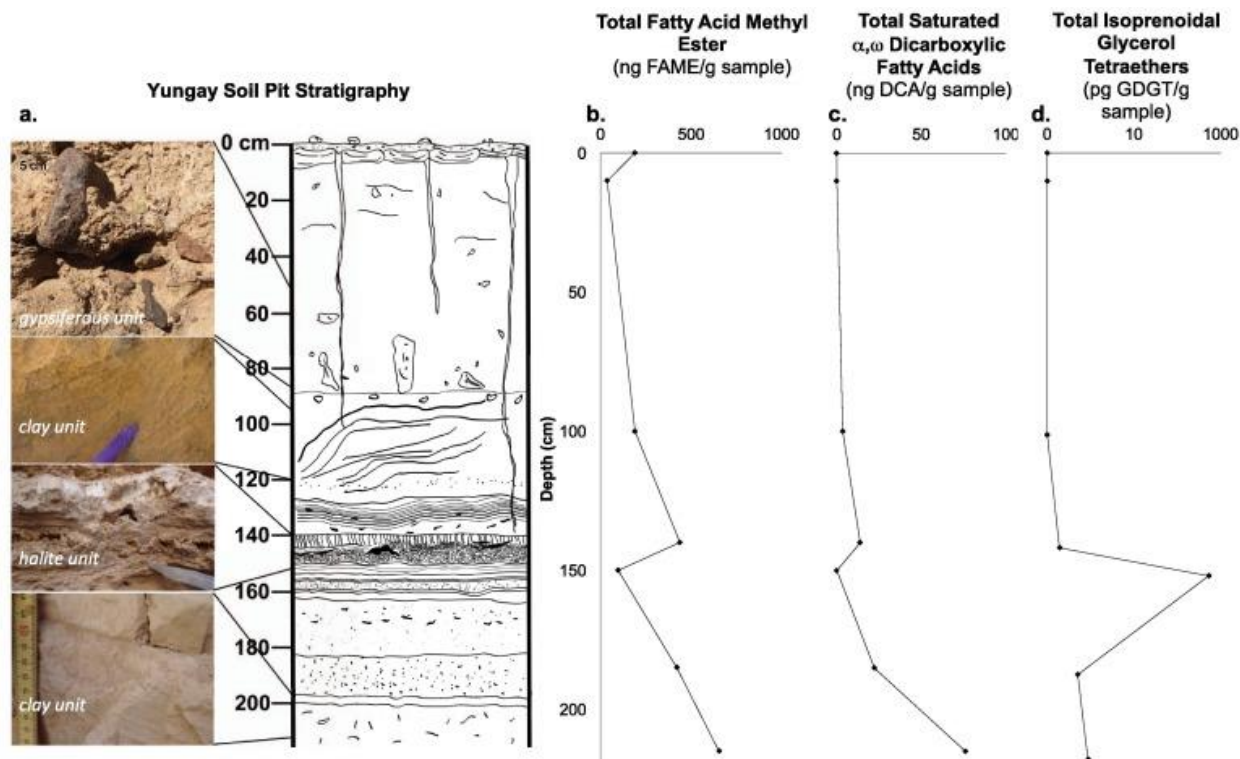 Yungay Soil Pit Stratigraphy
a.
5 cm
gypsiferous unit
clay unit
halite unit
clay unit
0 cm
20
40
60
80
100
120
140
160
180
200
Total Fatty Acid Methyl
Ester
(ng FAME/g sample)
b.
0 500 1000
Depth (cm)
0
50
100
150
200
Total Saturated
α,ω Dicarboxylic
Fatty Acids
(ng DCA/g sample)
c.
0 50 100
Total Isoprenoidal
Glycerol
Tetraethers
(pg GDGT/g
sample)
d.
0 10 1000